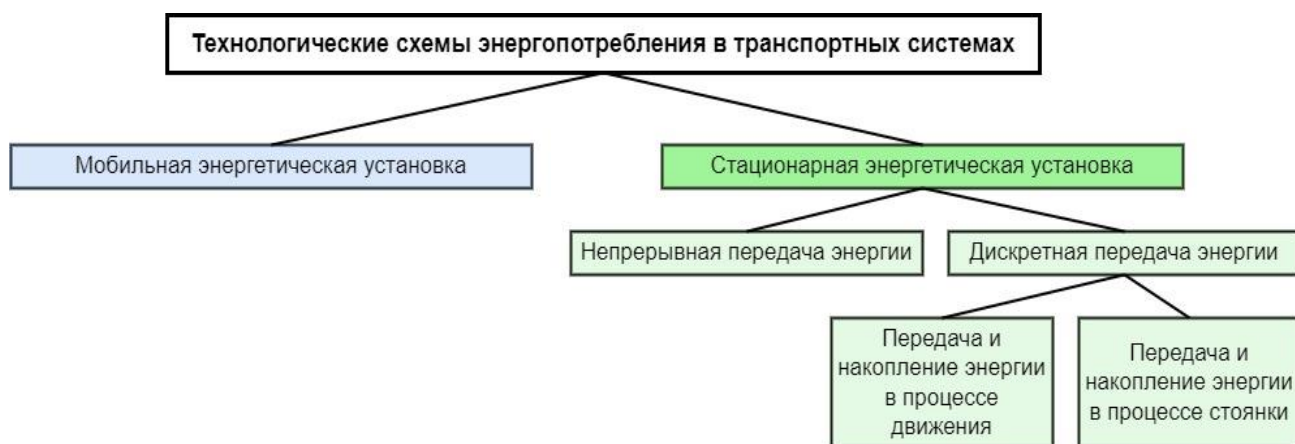 Технологические схемы энергопотребления в транспортных системах
Мобильная энергетическая установка
Стационарная энергетическая установка
Непрерывная передача энергии
Дискретная передача энергии
Передача и
накопление энергии
в процессе
движения
Передача и
накопление энергии
в процессе стоянки